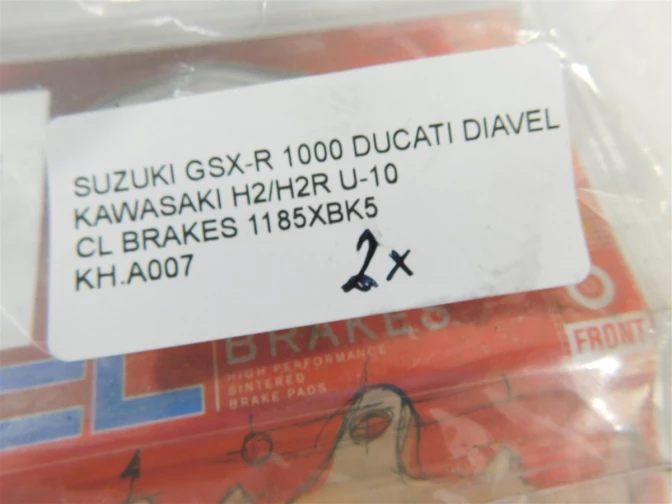 SUZUKI GSX-R 1000 DUCATI DIAVEL
KAWASAKI H2/H2R U-10
CL BRAKES 1185XBK5
KH.A007
2x
BRAKES
HIGH PERFORMANCE
SINTERED
BRAKE PADS
FRONT